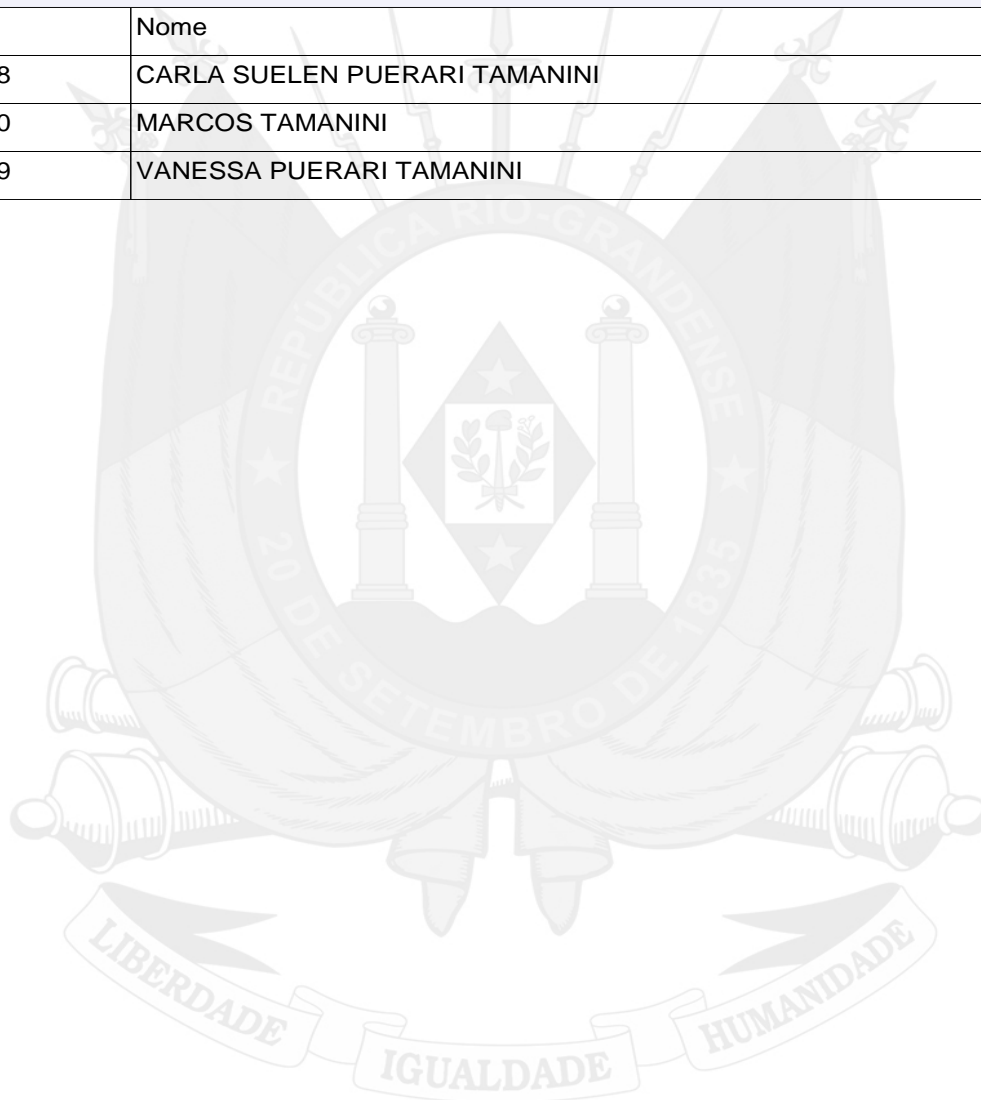 Nome
8 CARLA SUELEN PUERARI TAMANINI
0 MARCOS TAMANINI
9 VANESSA PUERARI TAMANINI
REPÚBLICA RIO-GRANDENSE
20 DE SETEMBRO DE 1835
LIBERDADE
IGUALDADE
HUMANIDADE